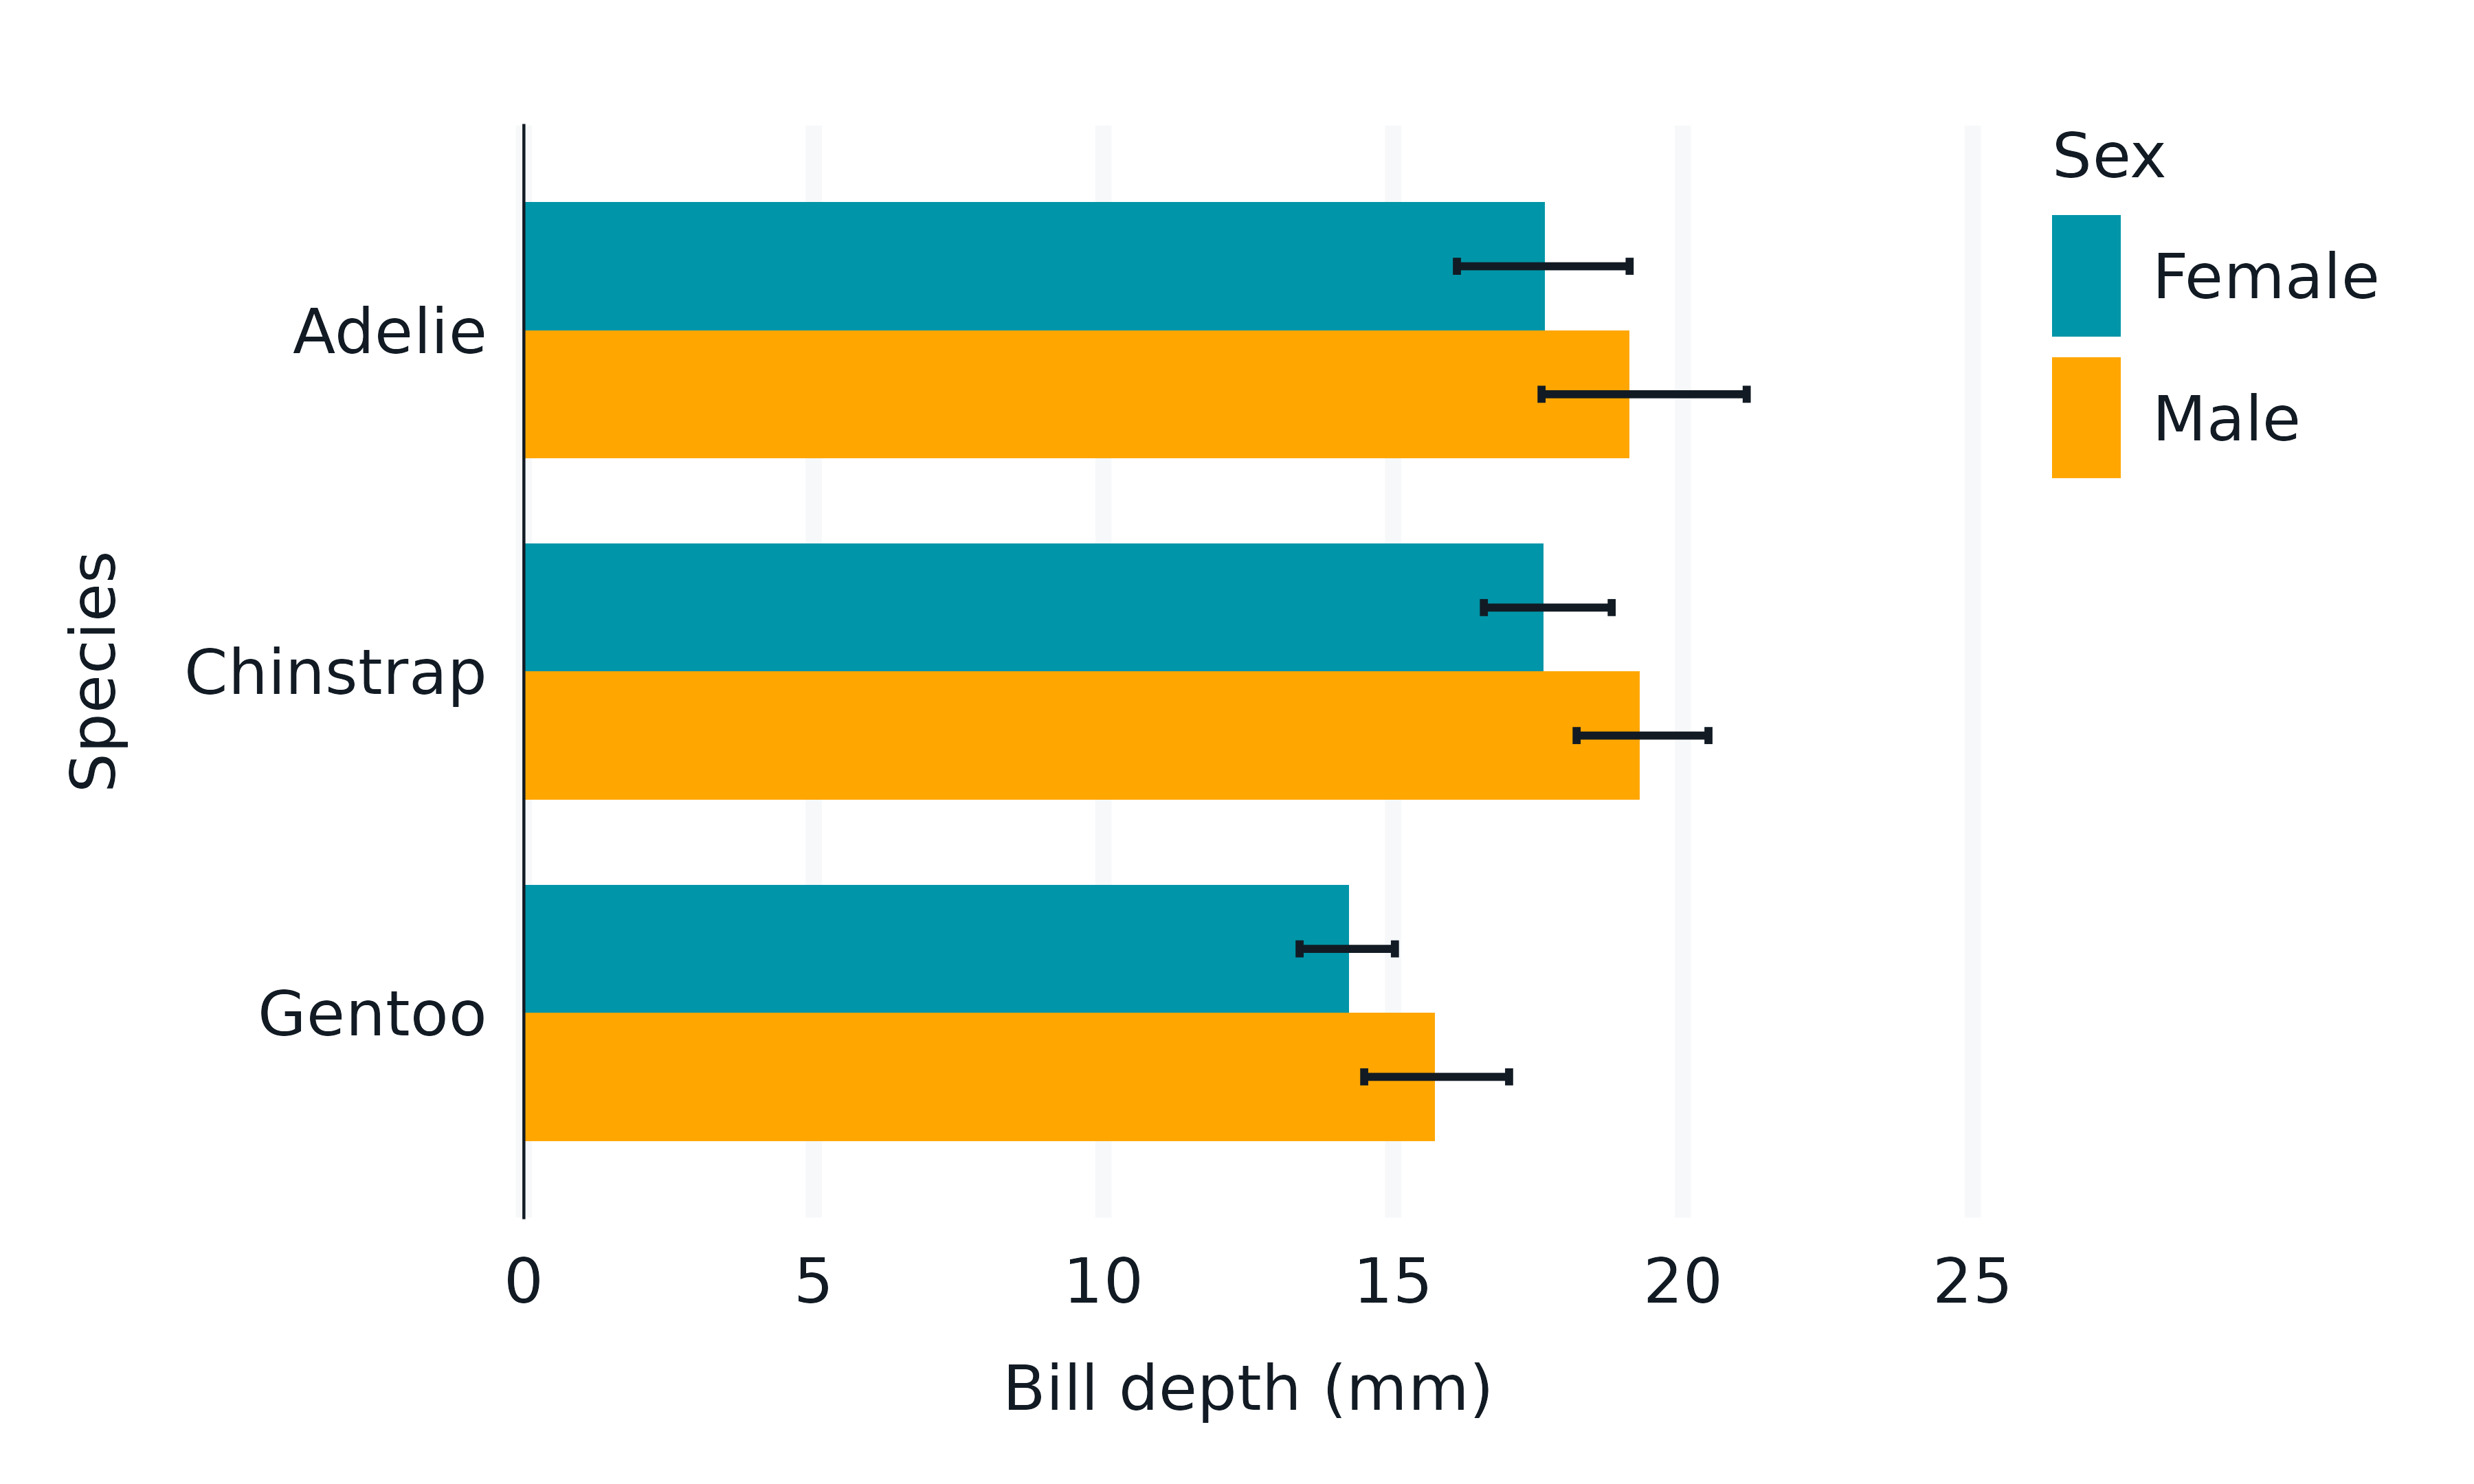 Sex
Female
Male
Adelie
Chinstrap
Gentoo
Species
0 5 10 15 20 25
Bill depth (mm)